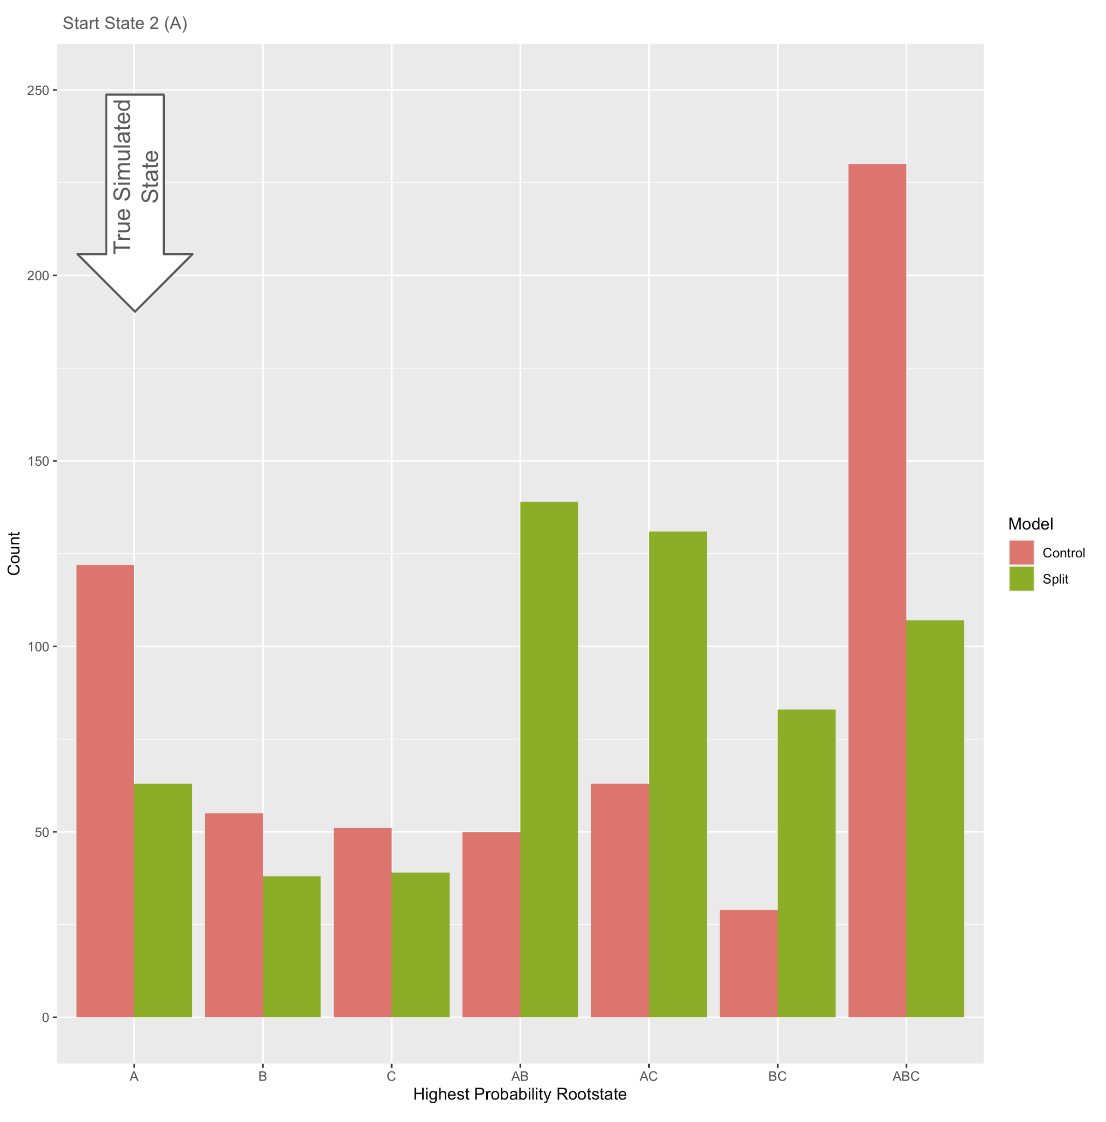 Start State 2 (A)
True Simulated
State
250
200
150
100
50
0
Count
A
B
C
AB
AC
BC
ABC
Highest Probability Rootstate
Model
Control
Split